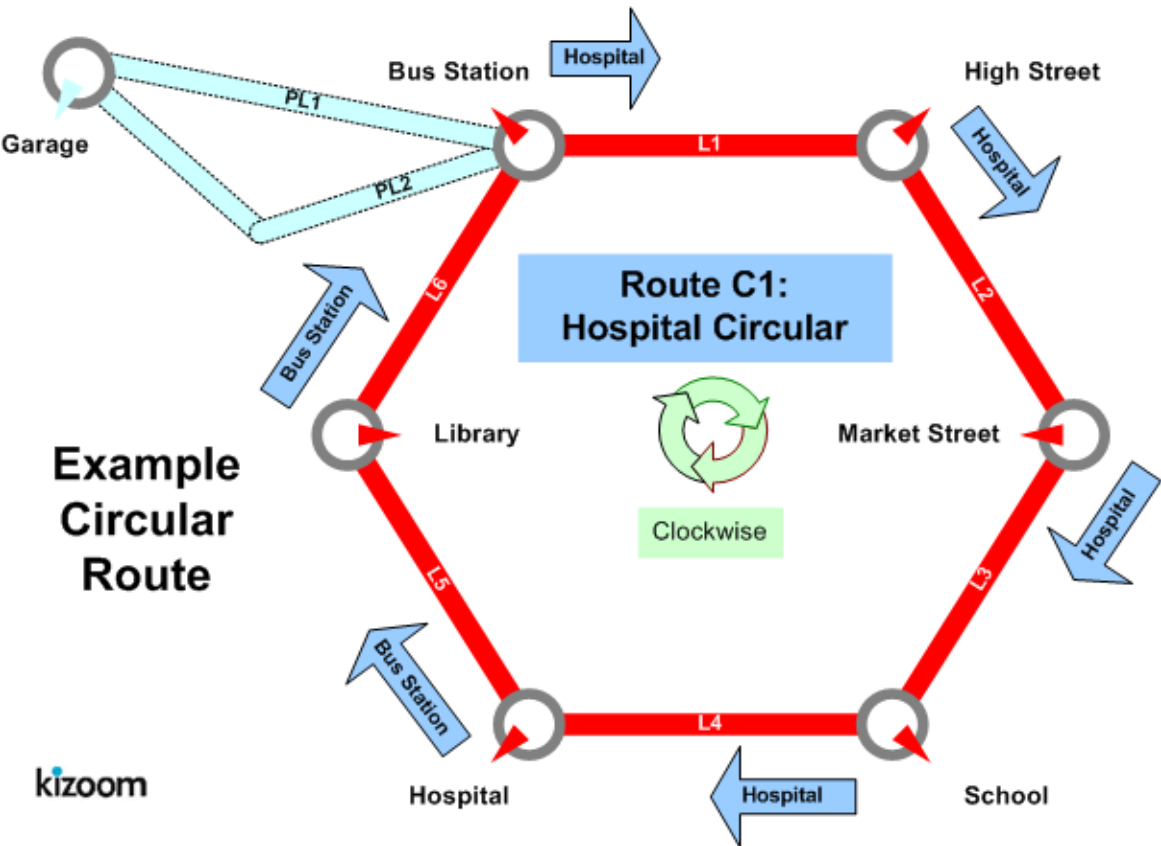 Bus Station
Hospital
High Street
Garage
PL1
PL2
L1
Hospital
L6
L2
Bus Station
Route C1:
Hospital Circular
Library
Market Street
Example
Circular
Route
Clockwise
Hospital
L5
L3
Bus Station
L4
kizoom
Hospital
Hospital
School